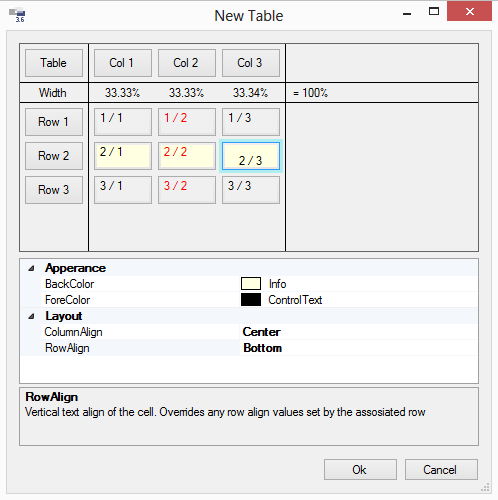 3.6 New Table
Table Col 1 Col 2 Col 3
Width 33.33% 33.33% 33.34% = 100%
Row 1 1 / 1 1 / 2 1 / 3
Row 2 2 / 1 2 / 2 2 / 3
Row 3 3 / 1 3 / 2 3 / 3
Apperance
BackColor Info
ForeColor ControlText
Layout
ColumnAlign Center
RowAlign Bottom
RowAlign
Vertical text align of the cell. Overrides any row align values set by the assosiated row
Ok Cancel